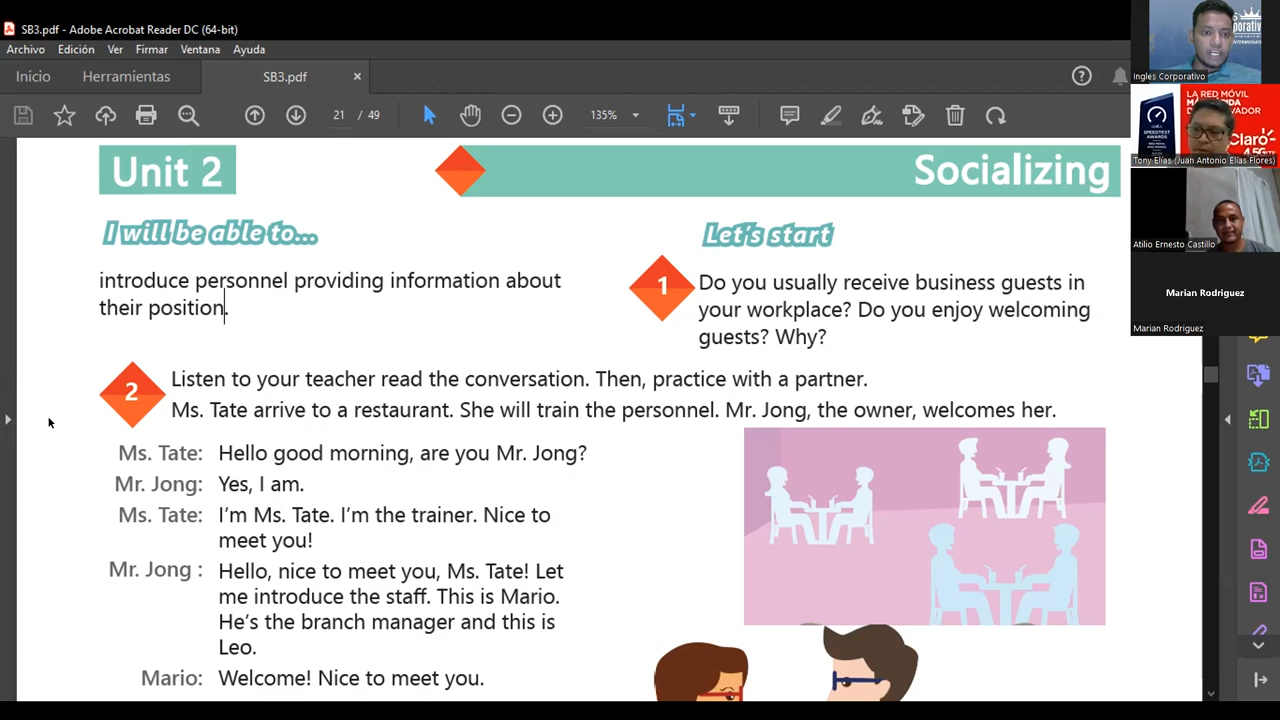 SB3.pdf - Adobe Acrobat Reader DC (64-bit)
Archivo Edición Ver Firmar Ventana Ayuda
Inicio Herramientas SB3.pdf ×
21 / 49 135%
Unit 2 Socializing
I will be able to...
introduce personnel providing information about
their position.
Let's start
1 Do you usually receive business guests in
your workplace? Do you enjoy welcoming
guests? Why?
2 Listen to your teacher read the conversation. Then, practice with a partner.
Ms. Tate arrive to a restaurant. She will train the personnel. Mr. Jong, the owner, welcomes her.
Ms. Tate: Hello good morning, are you Mr. Jong?
Mr. Jong: Yes, I am.
Ms. Tate: I'm Ms. Tate. I'm the trainer. Nice to
meet you!
Mr. Jong : Hello, nice to meet you, Ms. Tate! Let
me introduce the staff. This is Mario.
He's the branch manager and this is
Leo.
Mario: Welcome! Nice to meet you.
Ingles Corporativo
LA RED MÓVIL
SPEEDTEST
AWARDS
Claro
Tony Elías (Juan Antonio Elías Flores)
Atilio Ernesto Castillo
Marian Rodriguez
Marian Rodriguez